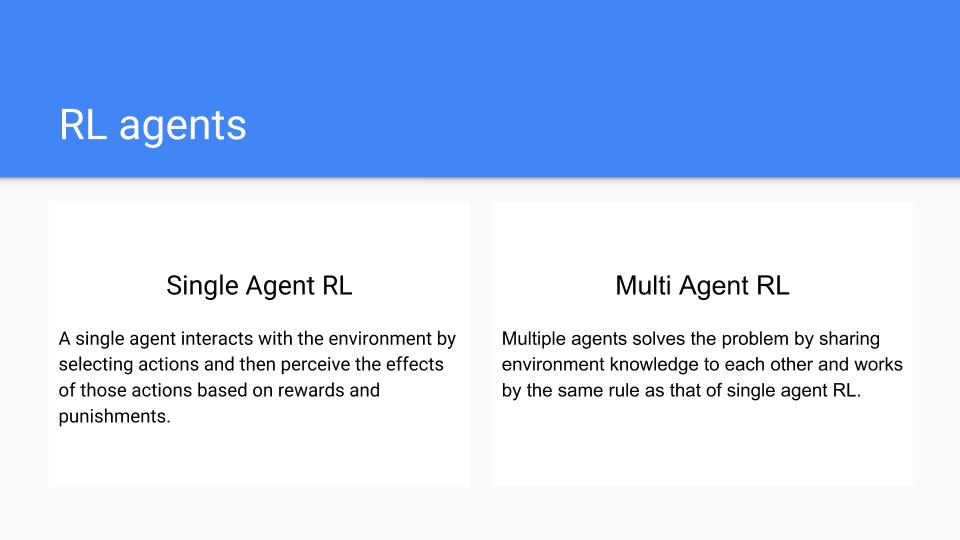 RL agents
Single Agent RL
A single agent interacts with the environment by
selecting actions and then perceive the effects
of those actions based on rewards and
punishments.
Multi Agent RL
Multiple agents solves the problem by sharing
environment knowledge to each other and works
by the same rule as that of single agent RL.